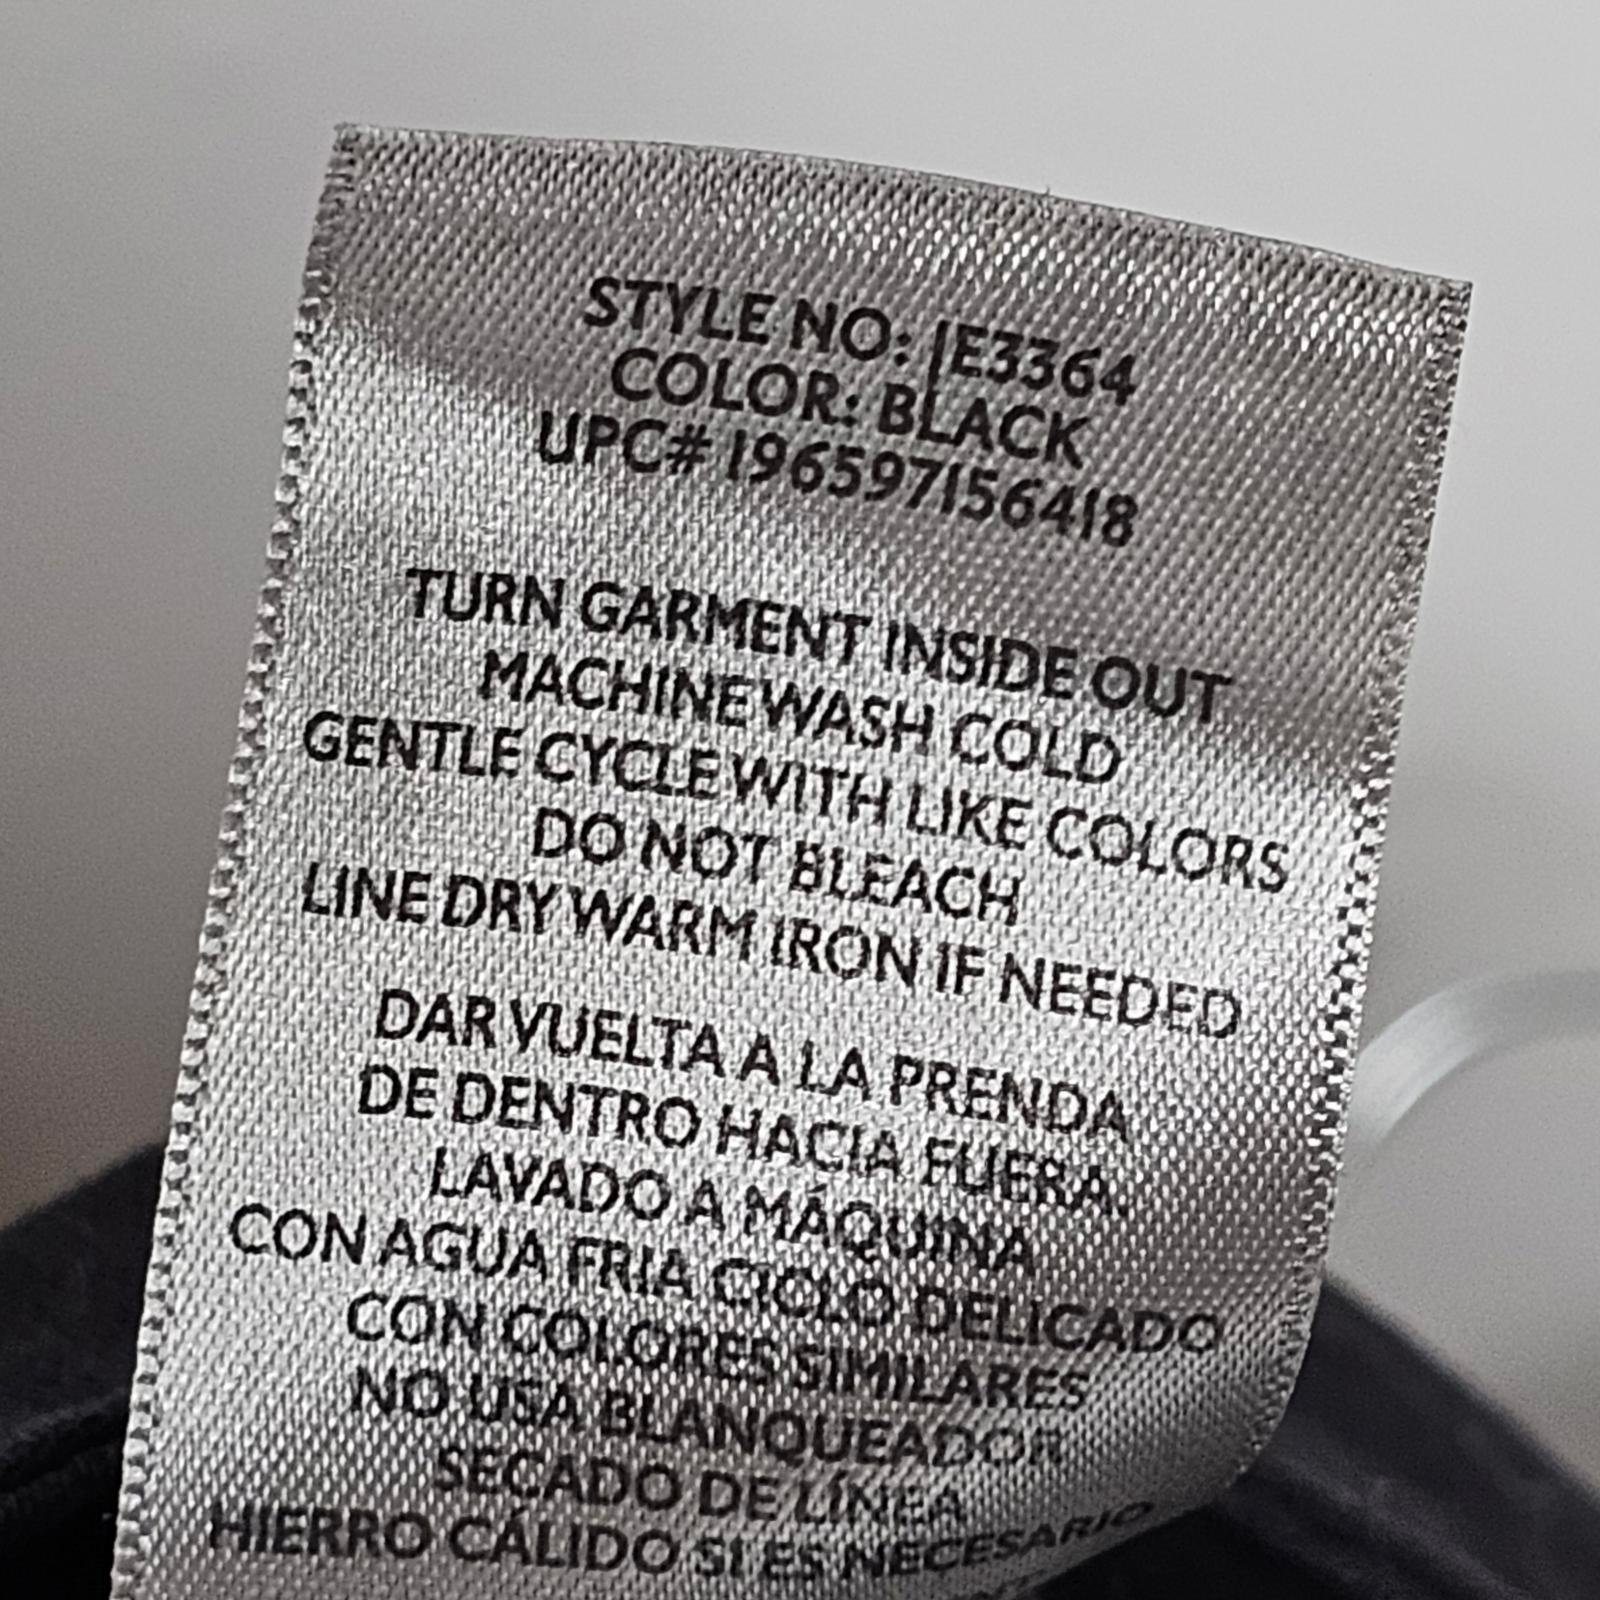 STYLE NO: JE3364
COLOR: BLACK
UPC# 196597156418
TURN GARMENT INSIDE OUT
MACHINE WASH COLD
GENTLE CYCLE WITH LIKE COLORS
DO NOT BLEACH
LINE DRY WARM IRON IF NEEDED
DAR VUELTA A LA PRENDA
DE DENTRO HACIA FUERA.
LAVADO A MÁQUINA
CON AGUA FRIA CICLO DELICADO
CON COLORES SIMILARES
NO USA BLANQUEADOR
SECADO DE LÍNEA
HIERRO CÁLIDO SI ES NECESARIO